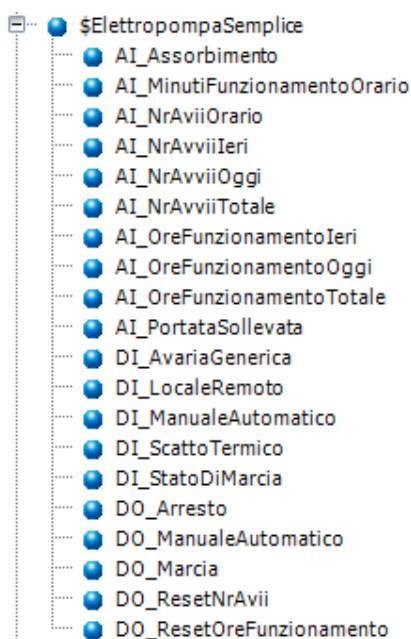 $ElettropompaSemplice
AI_Assorbimento
AI_MinutiFunzionamentoOrario
AI_NrAviiOrario
AI_NrAvviiIeri
AI_NrAvviiOggi
AI_NrAvviiTotale
AI_OreFunzionamentoIeri
AI_OreFunzionamentoOggi
AI_OreFunzionamentoTotale
AI_PortataSollevata
DI_AvariaGenerica
DI_LocaleRemoto
DI_ManualeAutomatico
DI_ScattoTermico
DI_StatoDiMarcia
DO_Arresto
DO_ManualeAutomatico
DO_Marcia
DO_ResetNrAvii
DO_ResetOreFunzionamento